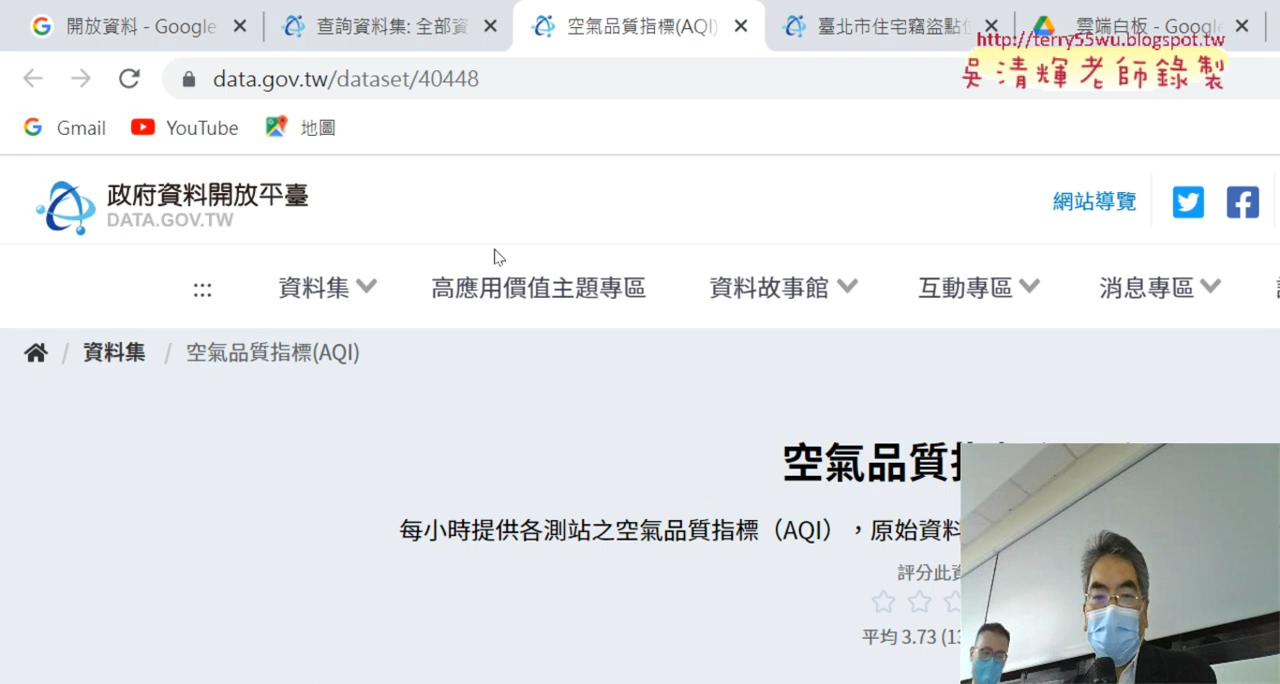 開放資料 - Google
查詢資料集: 全部資
空氣品質指標(AQI)
臺北市住宅竊盜點位
雲端白板 - Google
http://terry55wu.blogspot.tw
吳清輝老師錄製
data.gov.tw/dataset/40448
Gmail
YouTube
地圖
政府資料開放平臺
DATA.GOV.TW
網站導覽
資料集
高應用價值主題專區
資料故事館
互動專區
消息專區
資料集
空氣品質指標(AQI)
空氣品質指
每小時提供各測站之空氣品質指標（AQI），原始資料
評分此資
平均 3.73 (13